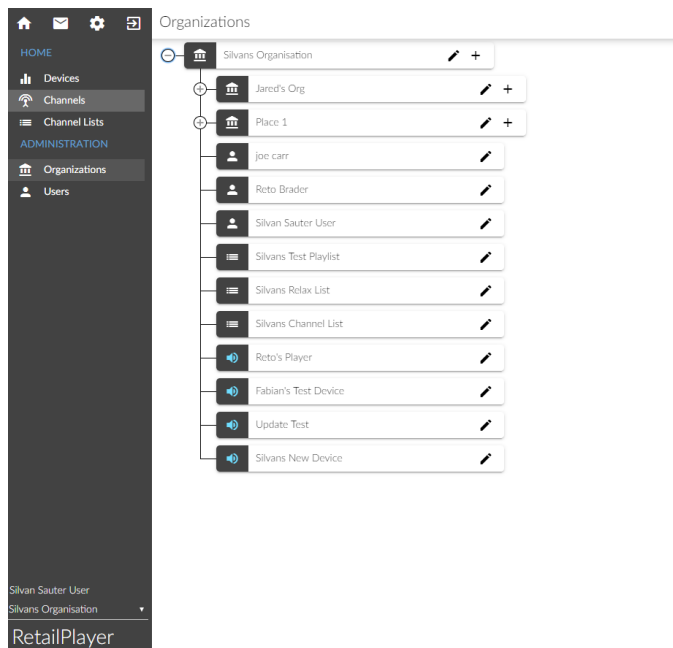 Organizations
HOME
Devices
Channels
Channel Lists
ADMINISTRATION
Organizations
Users
Silvans Organisation
Jared's Org
Place 1
joe carr
Reto Brader
Silvan Sauter User
Silvans Test Playlist
Silvans Relax List
Silvans Channel List
Reto's Player
Fabian's Test Device
Update Test
Silvans New Device
Silvan Sauter User
Silvans Organisation
RetailPlayer